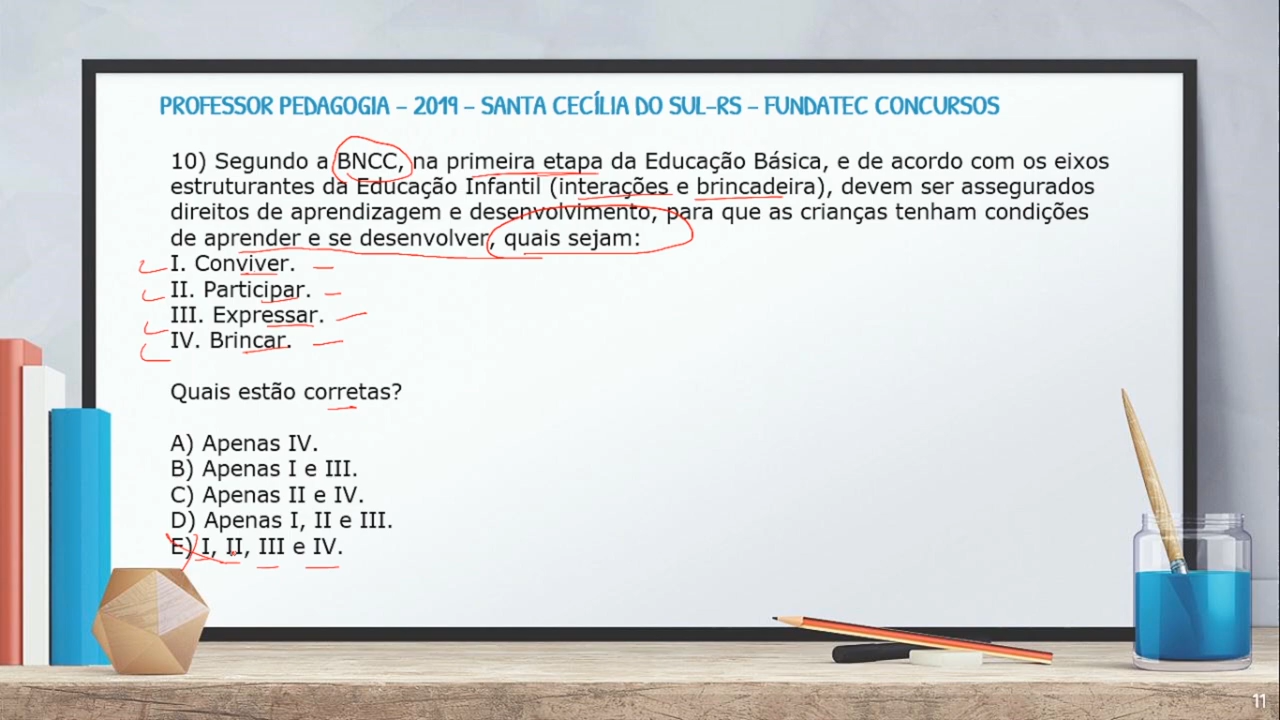 PROFESSOR PEDAGOGIA – 2019 – SANTA CECÍLIA DO SUL-RS – FUNDATEC CONCURSOS
10) Segundo a BNCC, na primeira etapa da Educação Básica, e de acordo com os eixos
estruturantes da Educação Infantil (interações e brincadeira), devem ser assegurados
direitos de aprendizagem e desenvolvimento, para que as crianças tenham condições
de aprender e se desenvolver, quais sejam:
I. Conviver.
II. Participar.
III. Expressar.
IV. Brincar.
Quais estão corretas?
A) Apenas IV.
B) Apenas I e III.
C) Apenas II e IV.
D) Apenas I, II e III.
E) I, II, III e IV.
11